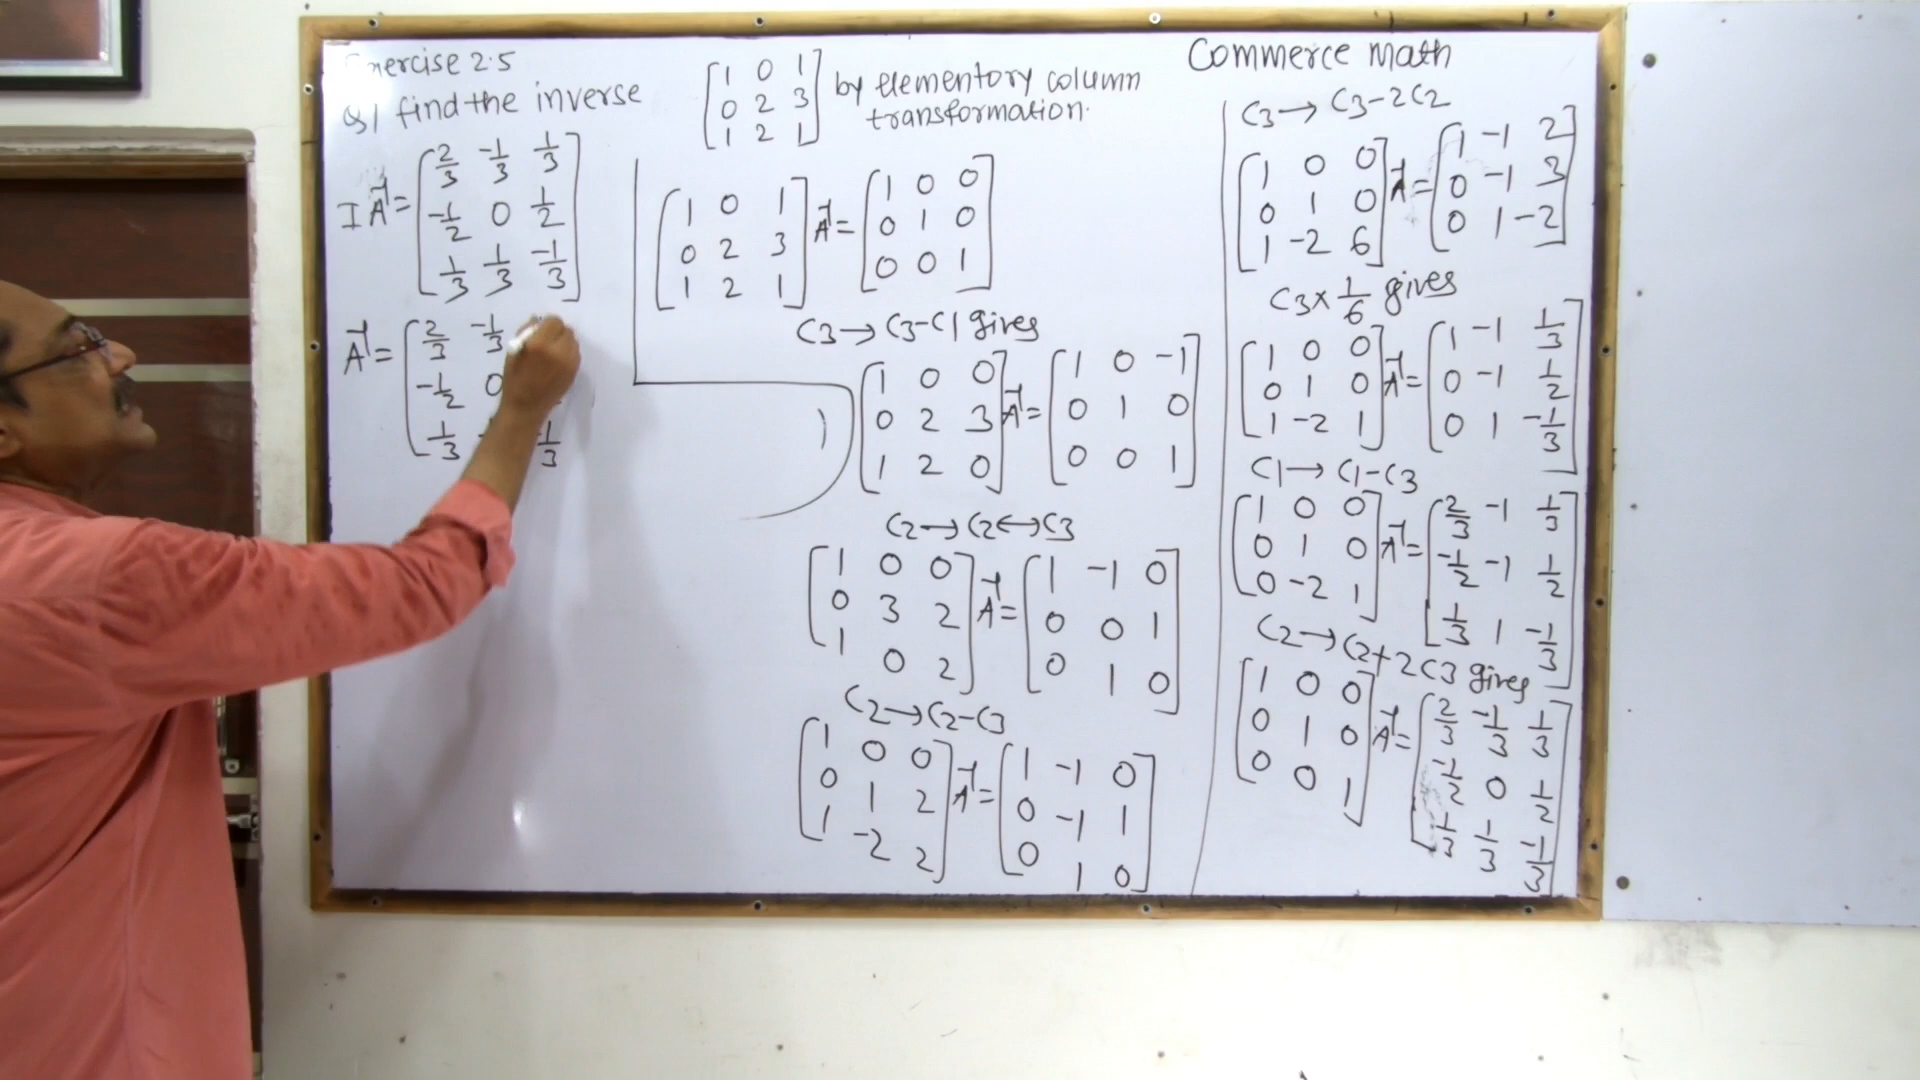 Exercise 2.5
Commerce Math
Q1 find the inverse [1 0 1; 0 2 3; 1 2 1] by elementory column transformation.
I A⁻¹ = [2/3 -1/3 1/3; -1/2 0 1/2; 1/3 1/3 -1/3]
A⁻¹ = [2/3 -1/3
-1/2 0
1/3 -1/3
[1 0 1; 0 2 3; 1 2 1] A⁻¹ = [1 0 0; 0 1 0; 0 0 1]
C3 → C3-C1 gives
[1 0 0; 0 2 3; 1 2 0] A⁻¹ = [1 0 -1; 0 1 0; 0 0 1]
C2 → C2 ↔ C3
[1 0 0; 0 3 2; 1 0 2] A⁻¹ = [1 -1 0; 0 0 1; 0 1 0]
C2 → C2-C3
[1 0 0; 0 1 2; 1 -2 2] A⁻¹ = [1 -1 0; 0 -1 1; 0 1 0]
C3 → C3-2C2
[1 0 0; 0 1 0; 1 -2 6] A⁻¹ = [1 -1 2; 0 -1 3; 0 1 -2]
C3 × 1/6 gives
[1 0 0; 0 1 0; 1 -2 1] A⁻¹ = [1 -1 1/3; 0 -1 1/2; 0 1 -1/3]
C1 → C1-C3
[1 0 0; 0 1 0; 0 -2 1] A⁻¹ = [2/3 -1 1/3; -1/2 -1 1/2; 1/3 1 -1/3]
C2 → C2+2C3 gives
[1 0 0; 0 1 0; 0 0 1] A⁻¹ = [2/3 -1/3 1/3; -1/2 0 1/2; 1/3 1/3 -1/3]